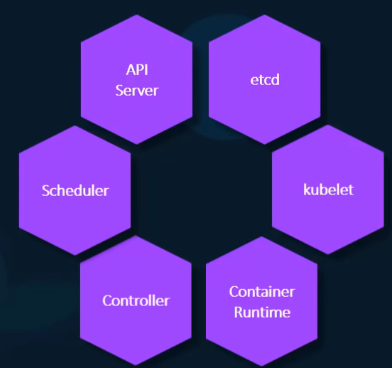 API
Server
etcd
Scheduler
kubelet
Controller
Container
Runtime